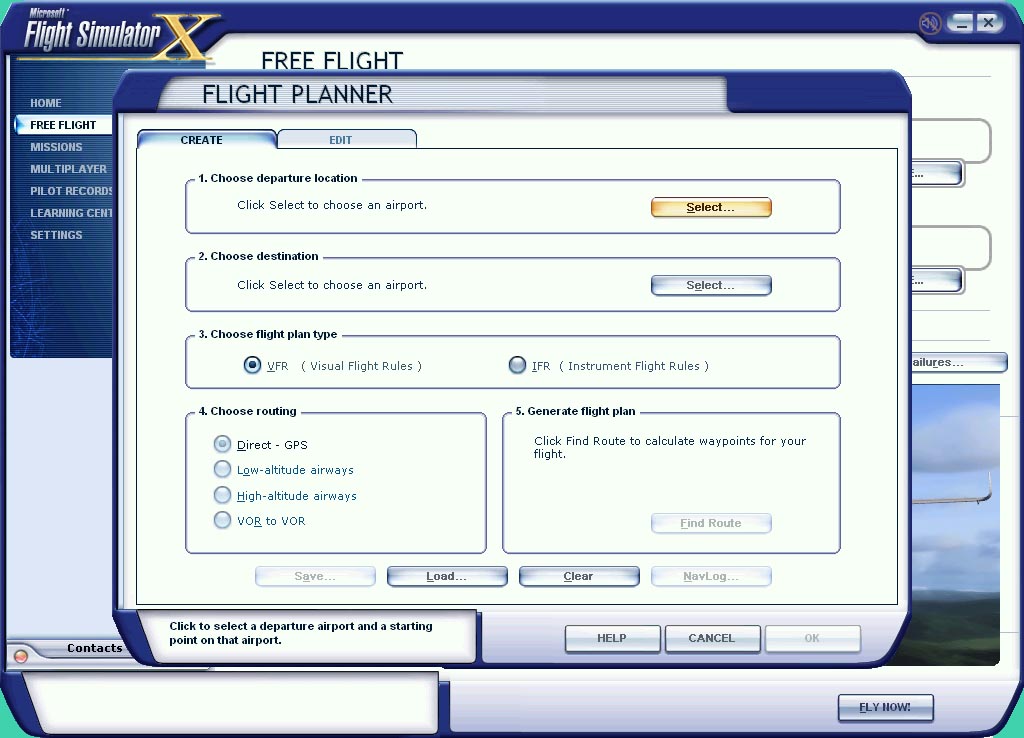 Microsoft®
Flight Simulator X
FREE FLIGHT
FLIGHT PLANNER
HOME
FREE FLIGHT
MISSIONS
MULTIPLAYER
PILOT RECORDS
LEARNING CENT
SETTINGS
CREATE
EDIT
1. Choose departure location
Click Select to choose an airport.
Select...
2. Choose destination
Click Select to choose an airport.
Select...
3. Choose flight plan type
VFR ( Visual Flight Rules )
IFR ( Instrument Flight Rules )
4. Choose routing
Direct - GPS
Low-altitude airways
High-altitude airways
VOR to VOR
5. Generate flight plan
Click Find Route to calculate waypoints for your
flight.
Find Route
Save...
Load...
Clear
NavLog...
E...
E...
ailures...
Click to select a departure airport and a starting
point on that airport.
HELP
CANCEL
OK
Contacts
FLY NOW!